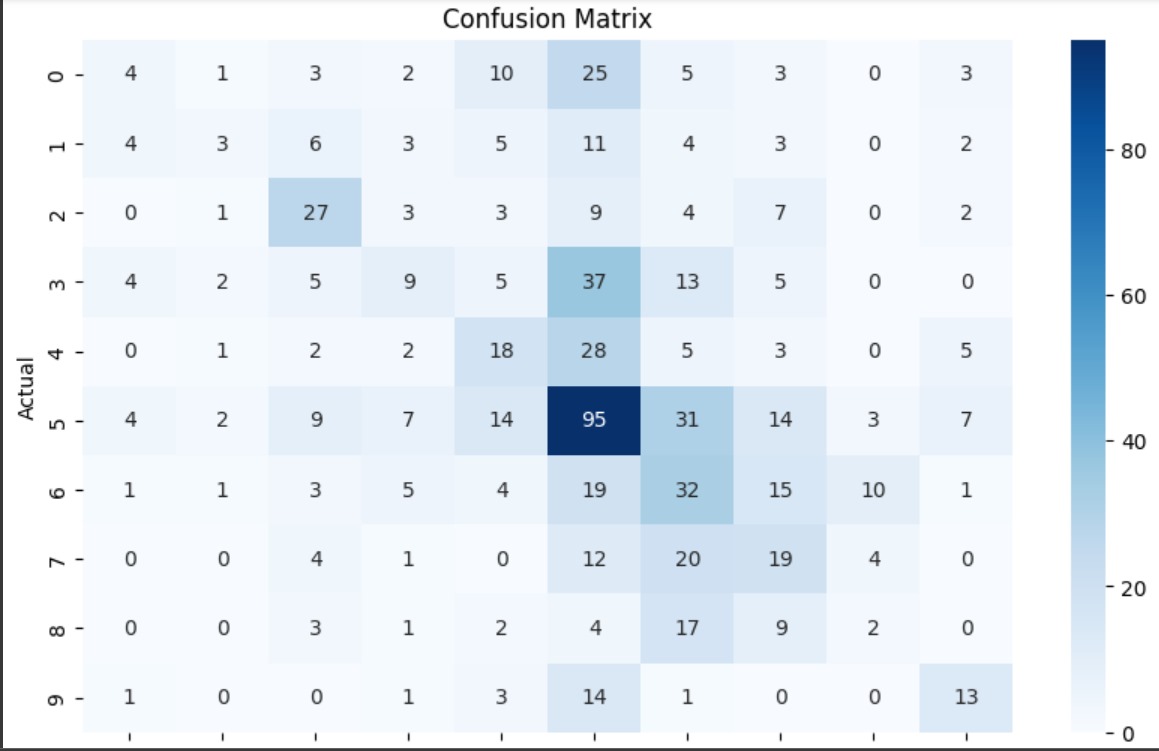 Confusion Matrix
0 4 1 3 2 10 25 5 3 0 3
1 4 3 6 3 5 11 4 3 0 2
2 0 1 27 3 3 9 4 7 0 2
3 4 2 5 9 5 37 13 5 0 0
4 0 1 2 2 18 28 5 3 0 5
5 4 2 9 7 14 95 31 14 3 7
6 1 1 3 5 4 19 32 15 10 1
7 0 0 4 1 0 12 20 19 4 0
8 0 0 3 1 2 4 17 9 2 0
9 1 0 0 1 3 14 1 0 0 13
Actual
80
60
40
20
0